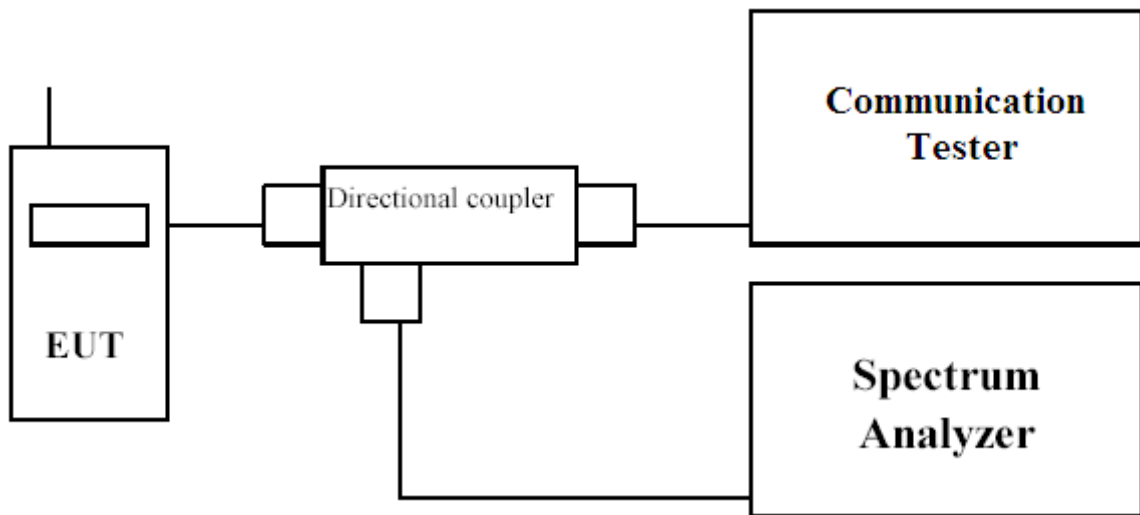 Communication
Tester
Directional coupler
EUT
Spectrum
Analyzer